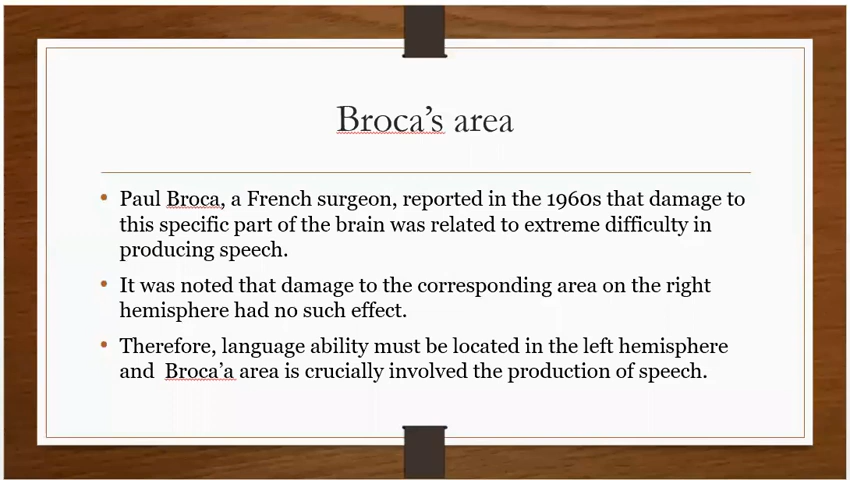 Broca’s area
• Paul Broca, a French surgeon, reported in the 1960s that damage to
this specific part of the brain was related to extreme difficulty in
producing speech.
• It was noted that damage to the corresponding area on the right
hemisphere had no such effect.
• Therefore, language ability must be located in the left hemisphere
and  Broca’a area is crucially involved the production of speech.